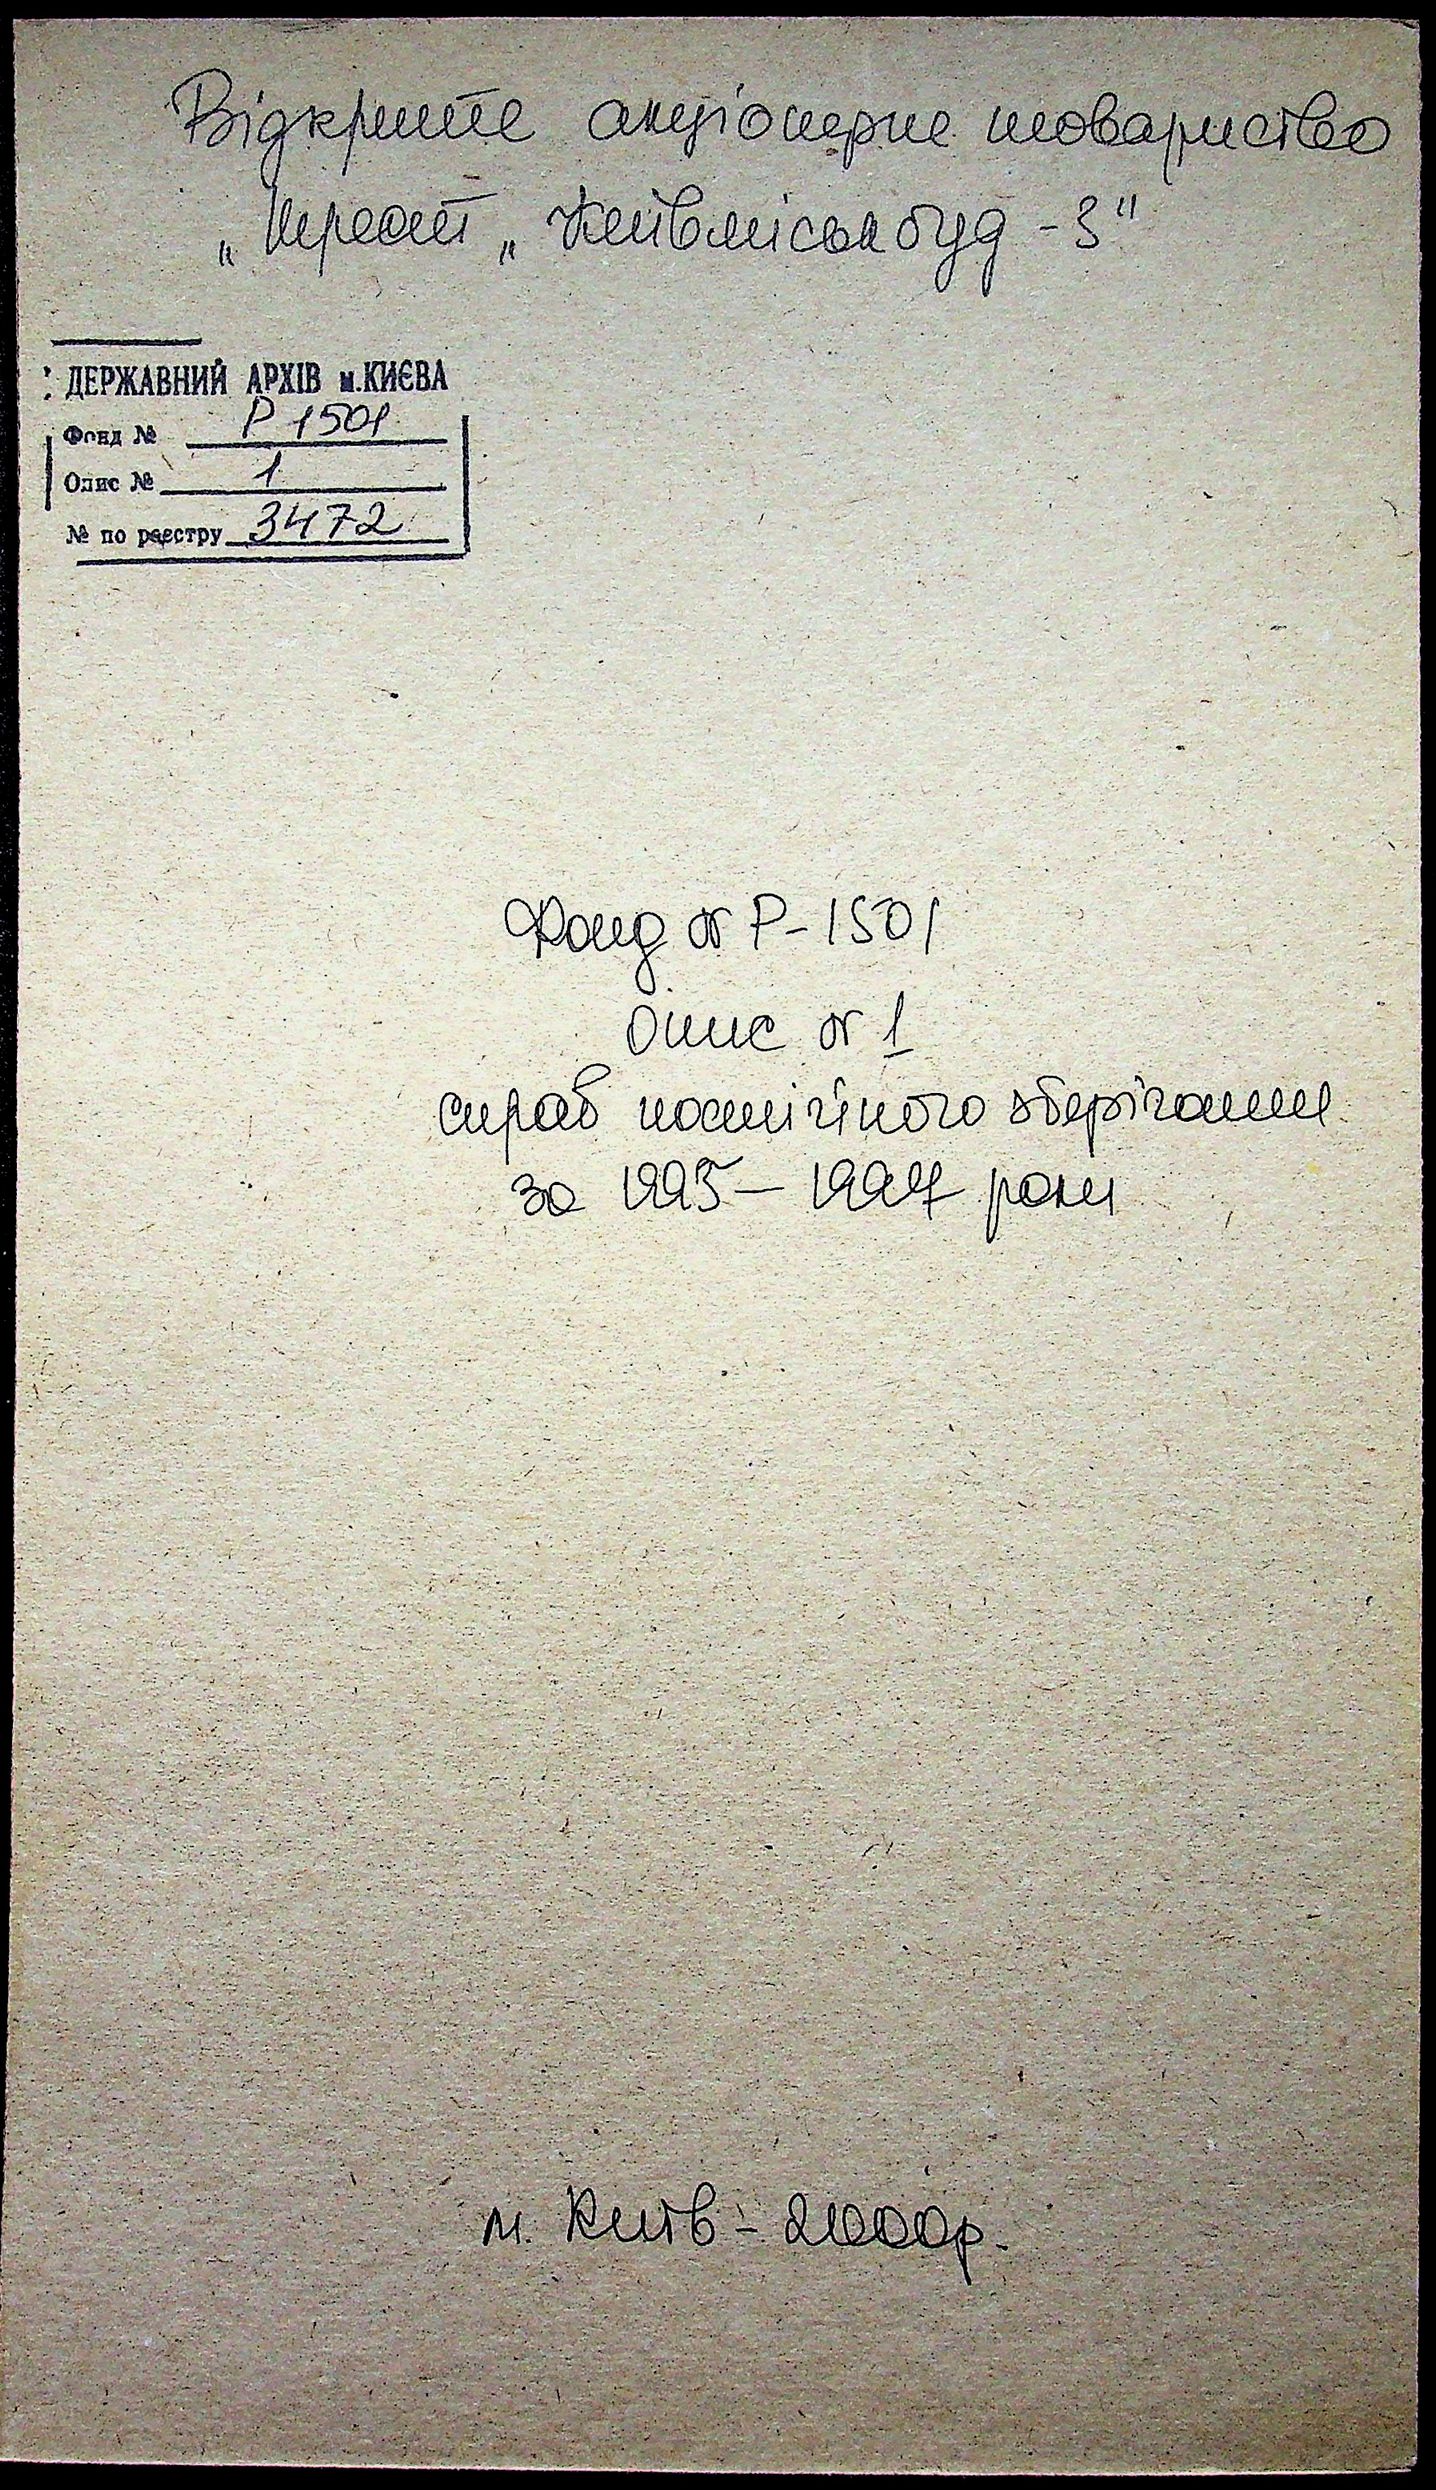 Відкрите акціонерне товариство
„Трест „Київміськбуд - 3"
ДЕРЖАВНИЙ АРХІВ м.КИЄВА
Фонд № Р 1501
Опис № 1
№ по реєстру 3472
Фонд № Р - 1501
Опис № 1
справ постійного зберігання
за 1995 - 1997 роки
м. Київ - 2000р.